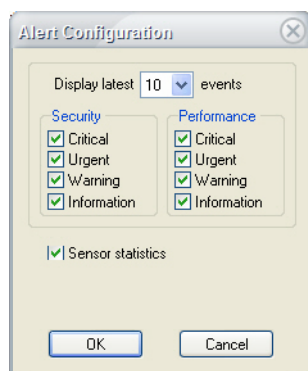 Alert Configuration
Display latest 10 events
Security Performance
Critical Critical
Urgent Urgent
Warning Warning
Information Information
Sensor statistics
OK Cancel